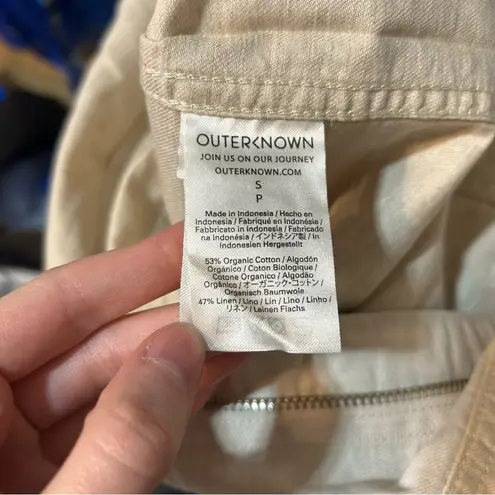 OUTERKNOWN
JOIN US ON OUR JOURNEY
OUTERKNOWN.COM
S
P
Made in Indonesia / Hecho en
Indonesia / Fabriqué en Indonésie /
Fabbricato in Indonesia / Fabricado
na Indonésia / インドネシア製 / In
Indonesien Hergestellt
53% Organic Cotton / Algodón
Orgánico / Coton Biologique /
Cotone Organico / Algodão
Orgânico / オーガニック・コットン /
Organisch Baumwole
47% Linen / Lino / Lin / Lino / Linho /
リネン / Leinen Flachs